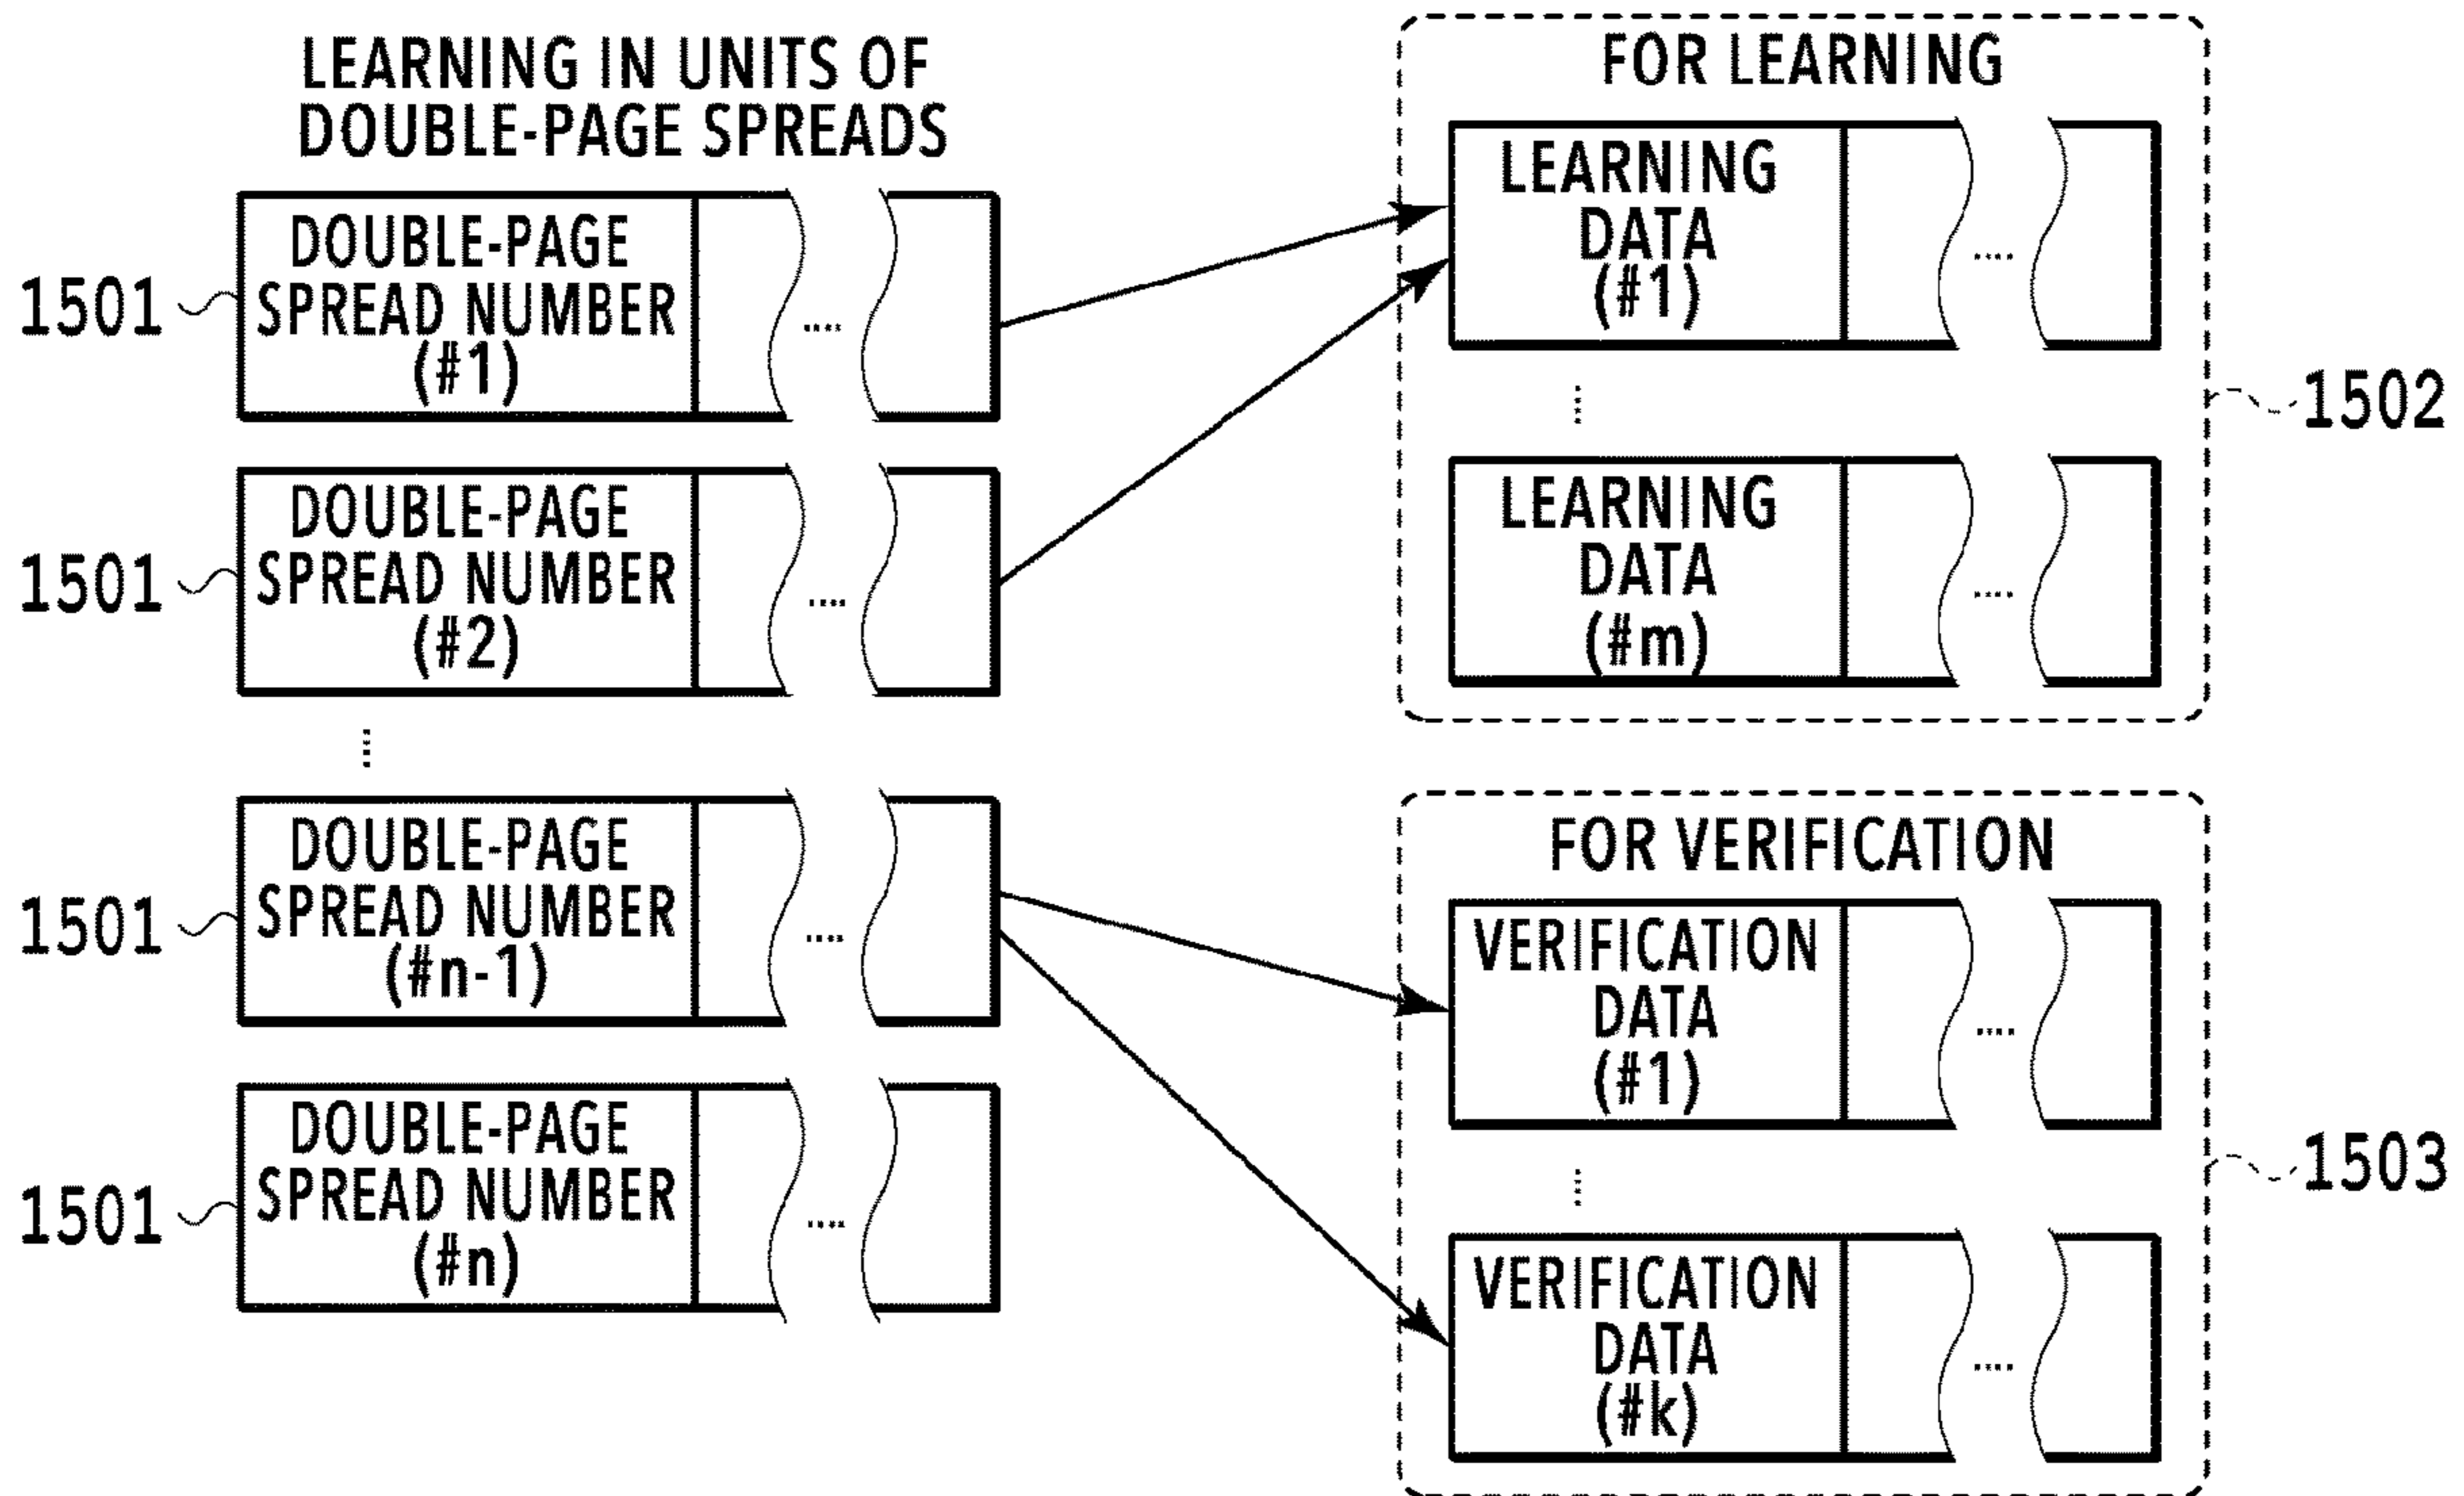 LEARNING IN UNITS OF
DOUBLE-PAGE SPREADS
1501
DOUBLE-PAGE
SPREAD NUMBER
(#1)
....
1501
DOUBLE-PAGE
SPREAD NUMBER
(#2)
....
....
1501
DOUBLE-PAGE
SPREAD NUMBER
(#n-1)
....
1501
DOUBLE-PAGE
SPREAD NUMBER
(#n)
....
FOR LEARNING
LEARNING
DATA
(#1)
....
....
LEARNING
DATA
(#m)
....
1502
FOR VERIFICATION
VERIFICATION
DATA
(#1)
....
....
VERIFICATION
DATA
(#k)
....
1503